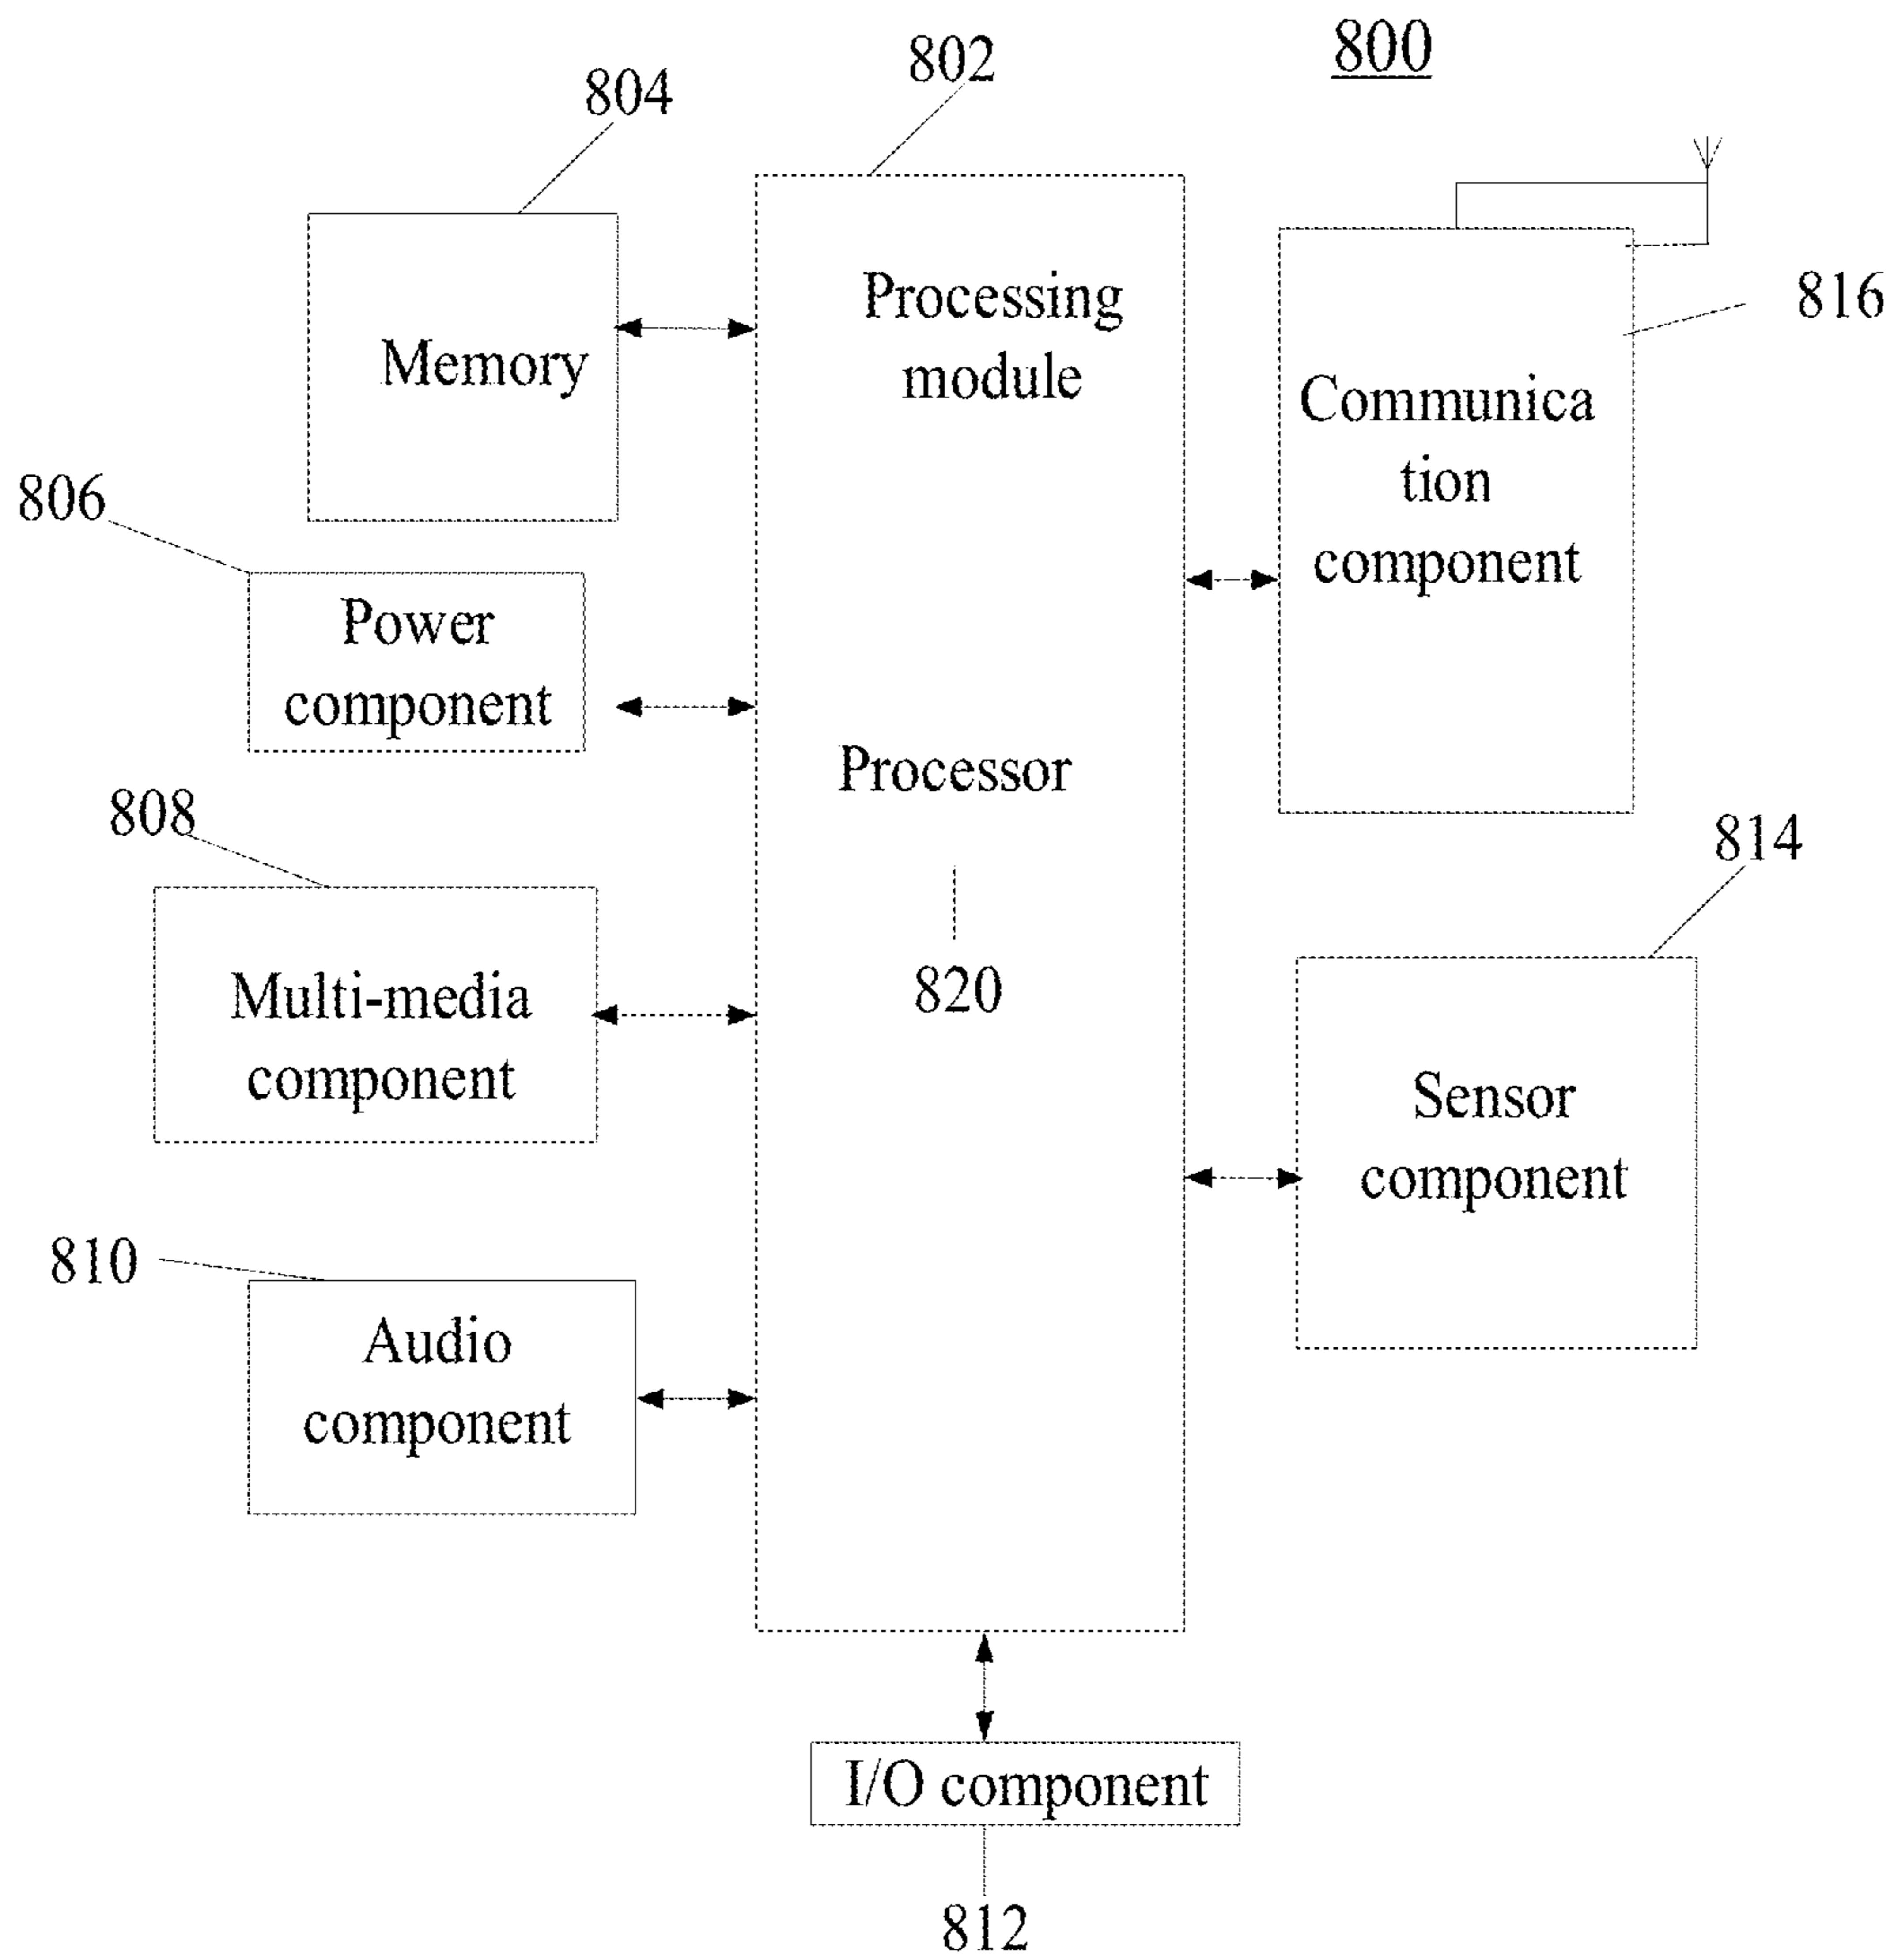 800
802
804
Memory
Processing
module
816
Communica
tion
component
806
Power
component
Processor
820
808
Multi-media
component
814
Sensor
component
810
Audio
component
I/O component
812